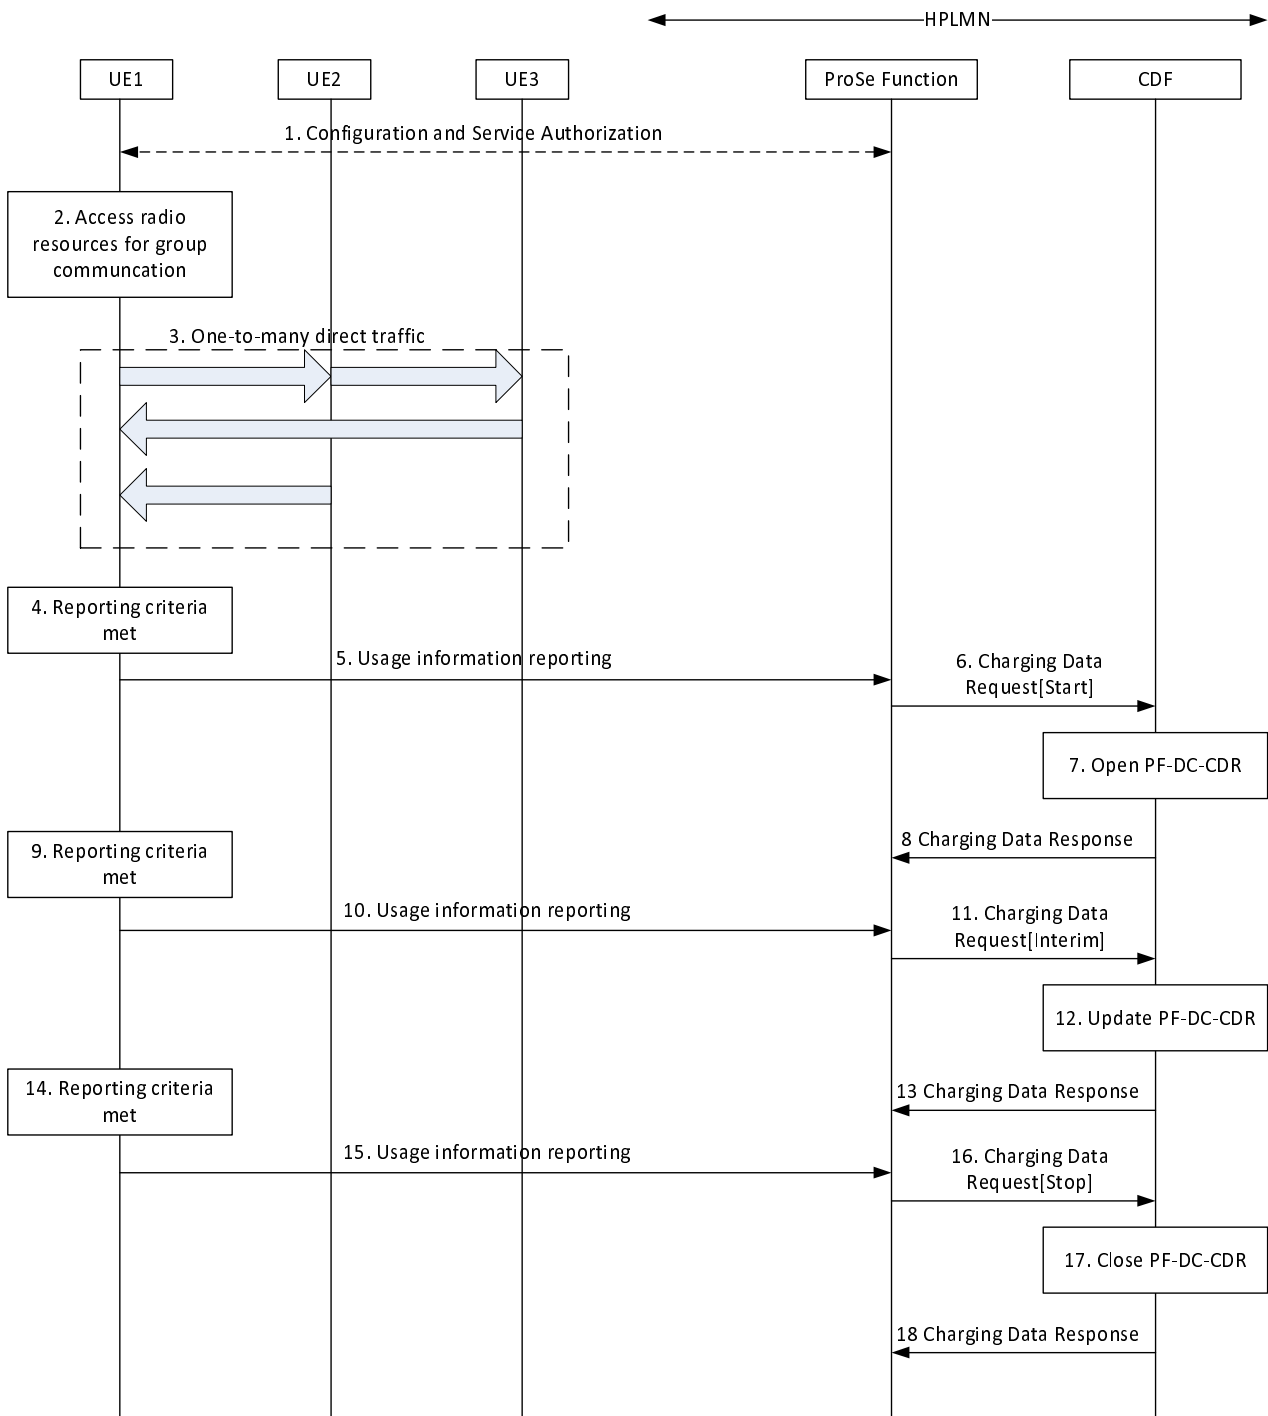 HPLMN
UE1
UE2
UE3
ProSe Function
CDF
1. Configuration and Service Authorization
2. Access radio
resources for group
communcation
3. One-to-many direct traffic
4. Reporting criteria
met
5. Usage information reporting
6. Charging Data
Request[Start]
7. Open PF-DC-CDR
8 Charging Data Response
9. Reporting criteria
met
10. Usage information reporting
11. Charging Data
Request[Interim]
12. Update PF-DC-CDR
13 Charging Data Response
14. Reporting criteria
met
15. Usage information reporting
16. Charging Data
Request[Stop]
17. Close PF-DC-CDR
18 Charging Data Response